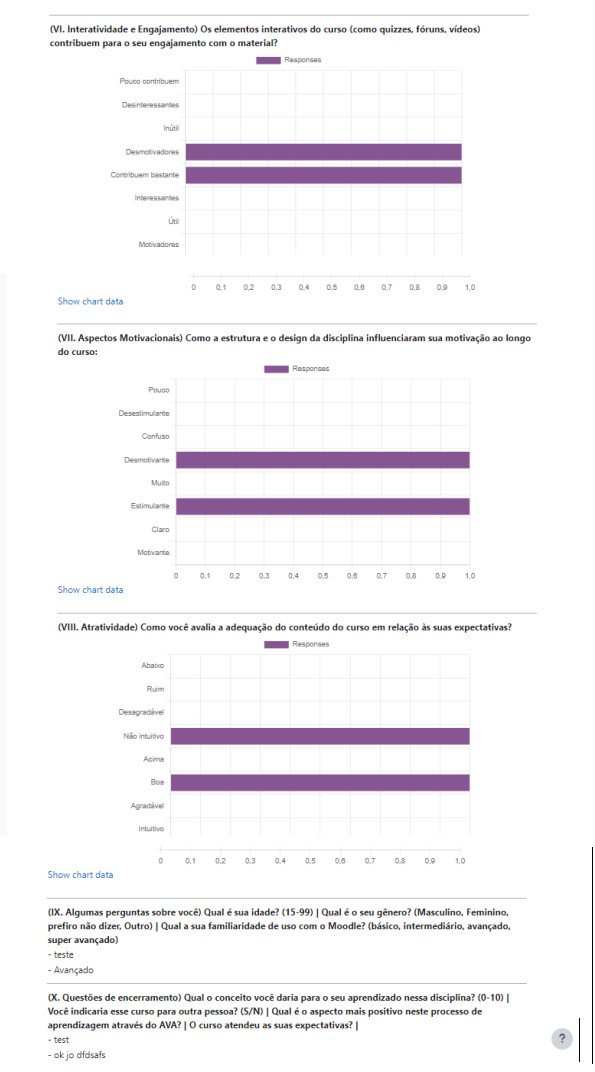 (VI. Interatividade e Engajamento) Os elementos interativos do curso (como quizzes, fóruns, vídeos)
contribuem para o seu engajamento com o material?
Responses
Pouco contribuem
Desinteressantes
Inútil
Desmotivadores
Contribuem bastante
Interessantes
Útil
Motivadores
0 0,1 0,2 0,3 0,4 0,5 0,6 0,7 0,8 0,9 1,0
Show chart data
(VII. Aspectos Motivacionais) Como a estrutura e o design da disciplina influenciaram sua motivação ao longo
do curso:
Responses
Pouco
Desestimulante
Confuso
Desmotivante
Muito
Estimulante
Claro
Motivante
0 0,1 0,2 0,3 0,4 0,5 0,6 0,7 0,8 0,9 1,0
Show chart data
(VIII. Atratividade) Como você avalia a adequação do conteúdo do curso em relação às suas expectativas?
Responses
Abaixo
Ruim
Desagradável
Não intuitivo
Acima
Boa
Agradável
Intuitivo
0 0,1 0,2 0,3 0,4 0,5 0,6 0,7 0,8 0,9 1,0
Show chart data
(IX. Algumas perguntas sobre você) Qual é sua idade? (15-99) | Qual é o seu gênero? (Masculino, Feminino,
prefiro não dizer, Outro) | Qual a sua familiaridade de uso com o Moodle? (básico, intermediário, avançado,
super avançado)
- teste
- Avançado
(X. Questões de encerramento) Qual o conceito você daria para o seu aprendizado nessa disciplina? (0-10) |
Você indicaria esse curso para outra pessoa? (S/N) | Qual é o aspecto mais positivo neste processo de
aprendizagem através do AVA? | O curso atendeu as suas expectativas? |
- test
- ok jo dfdsafs
?